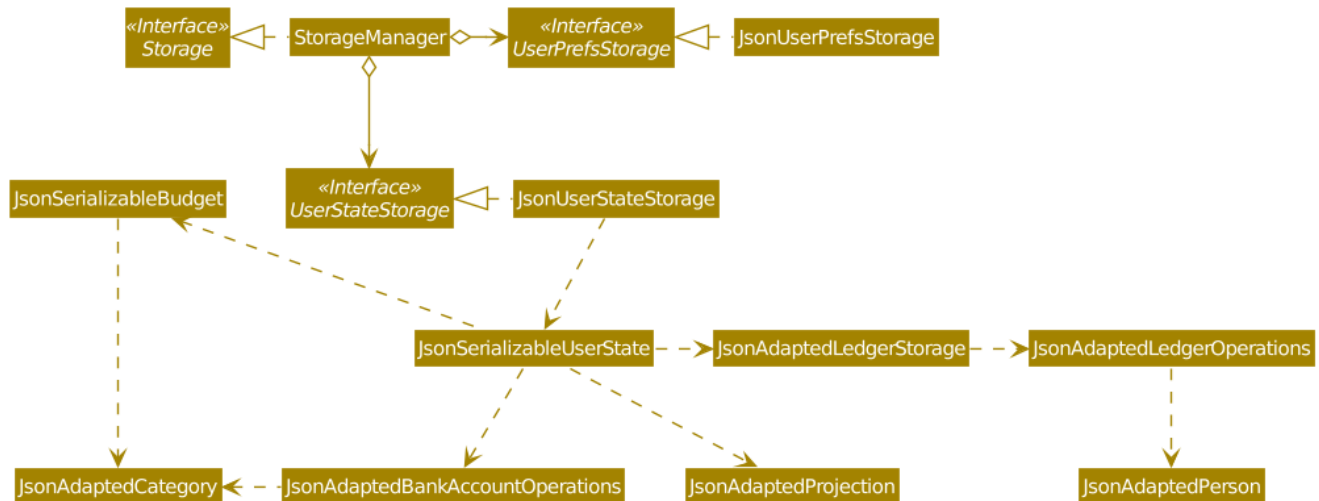 «Interface»
Storage
StorageManager
«Interface»
UserPrefsStorage
JsonUserPrefsStorage
JsonSerializableBudget
«Interface»
UserStateStorage
JsonUserStateStorage
JsonSerializableUserState
JsonAdaptedLedgerStorage
JsonAdaptedLedgerOperations
JsonAdaptedCategory
JsonAdaptedBankAccountOperations
JsonAdaptedProjection
JsonAdaptedPerson